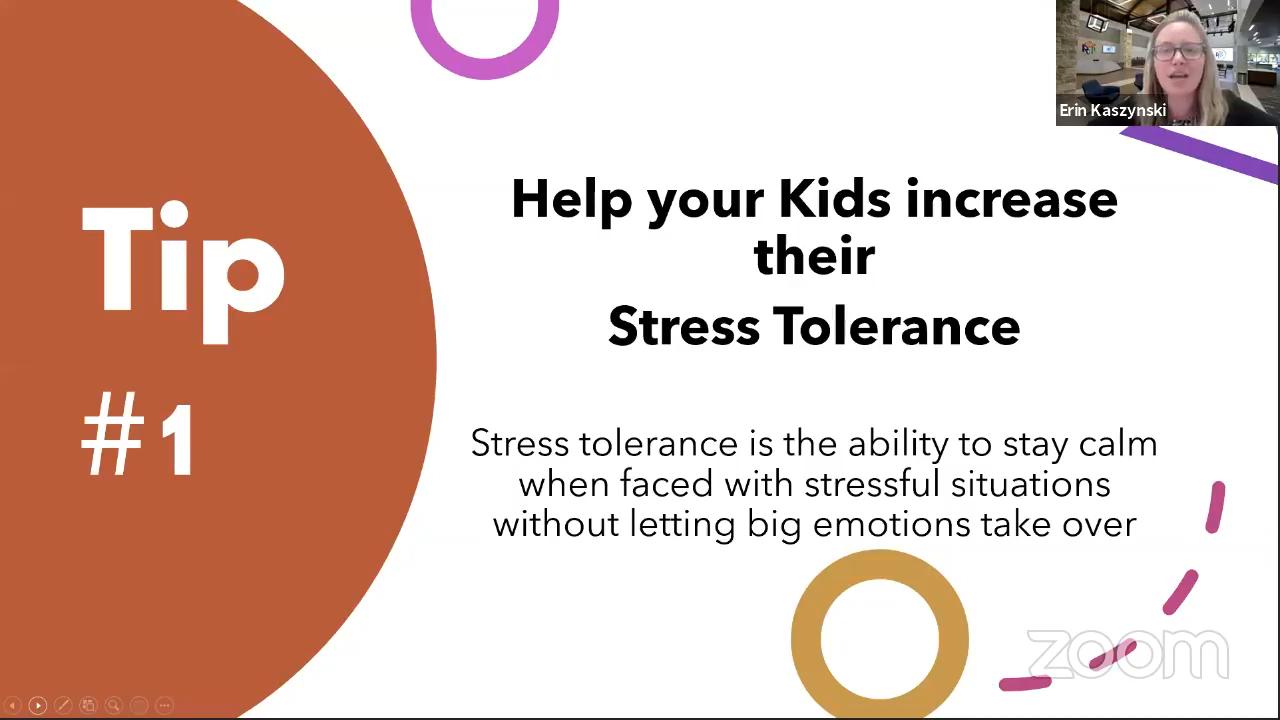 Erin Kaszynski
Tip
#1
Help your Kids increase
their
Stress Tolerance
Stress tolerance is the ability to stay calm
when faced with stressful situations
without letting big emotions take over
zoom